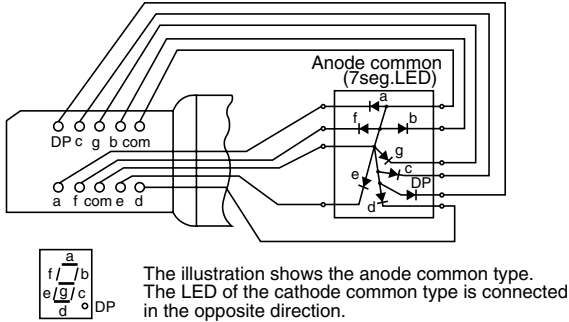 Anode common
(7seg.LED)
a
f b
g
e c
DP
d
DP c g b com
a f com e d
a
f b
g
e c
d DP
The illustration shows the anode common type.
The LED of the cathode common type is connected
in the opposite direction.